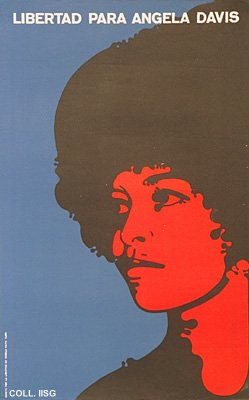 LIBERTAD PARA ANGELA DAVIS
COLL. IISG